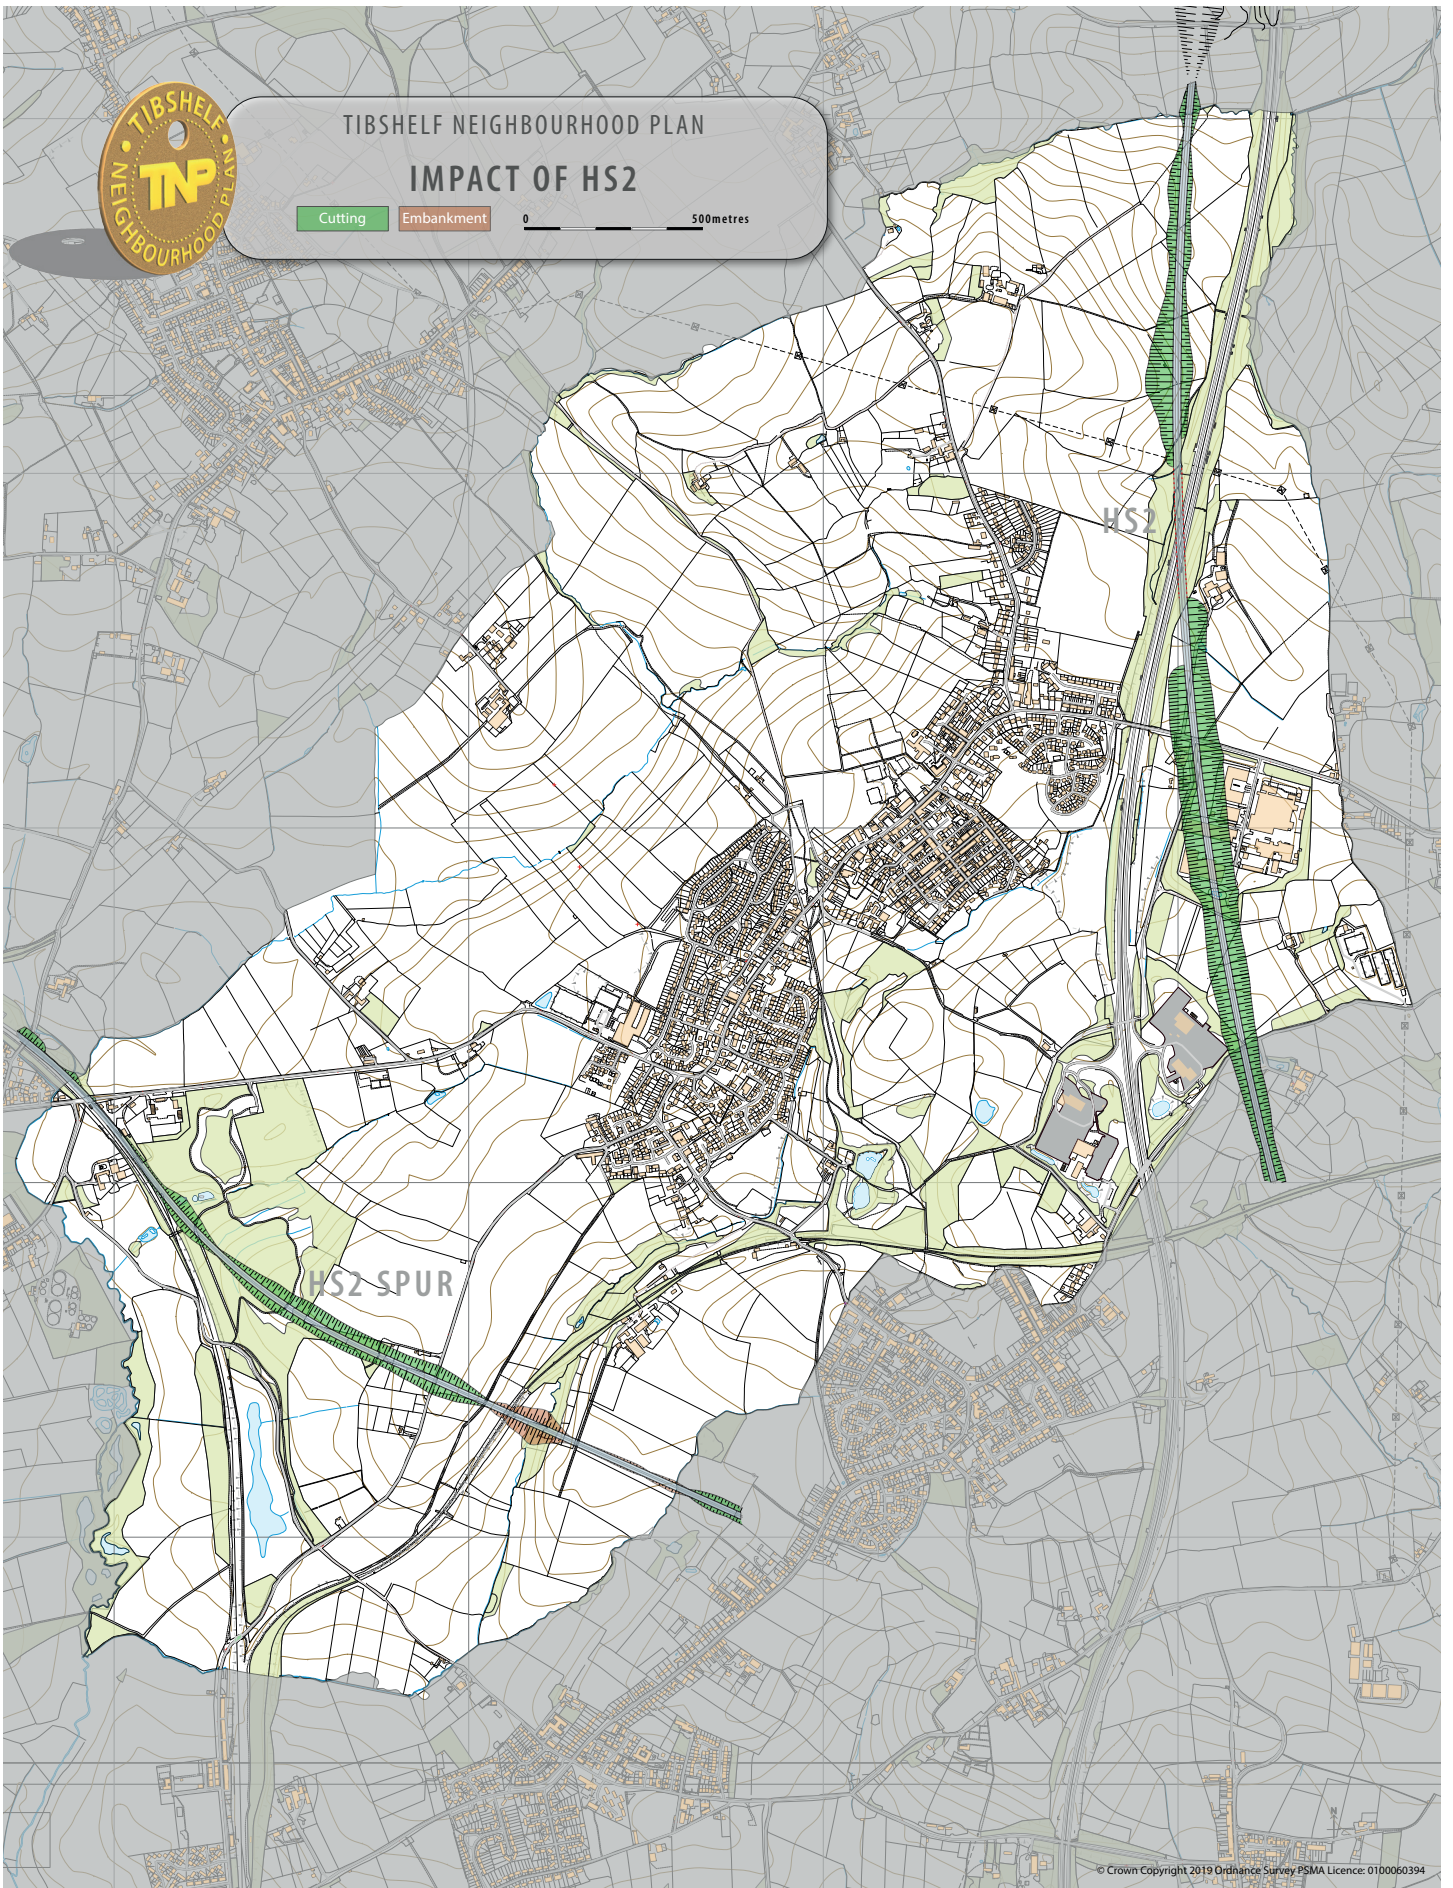 TIBSHELF
NEIGHBOURHOOD PLAN
TNP
TIBSHELF NEIGHBOURHOOD PLAN
IMPACT OF HS2
Cutting
Embankment
0
500metres
HS2
HS2 SPUR
N
© Crown Copyright 2019 Ordnance Survey PSMA Licence: 0100060394